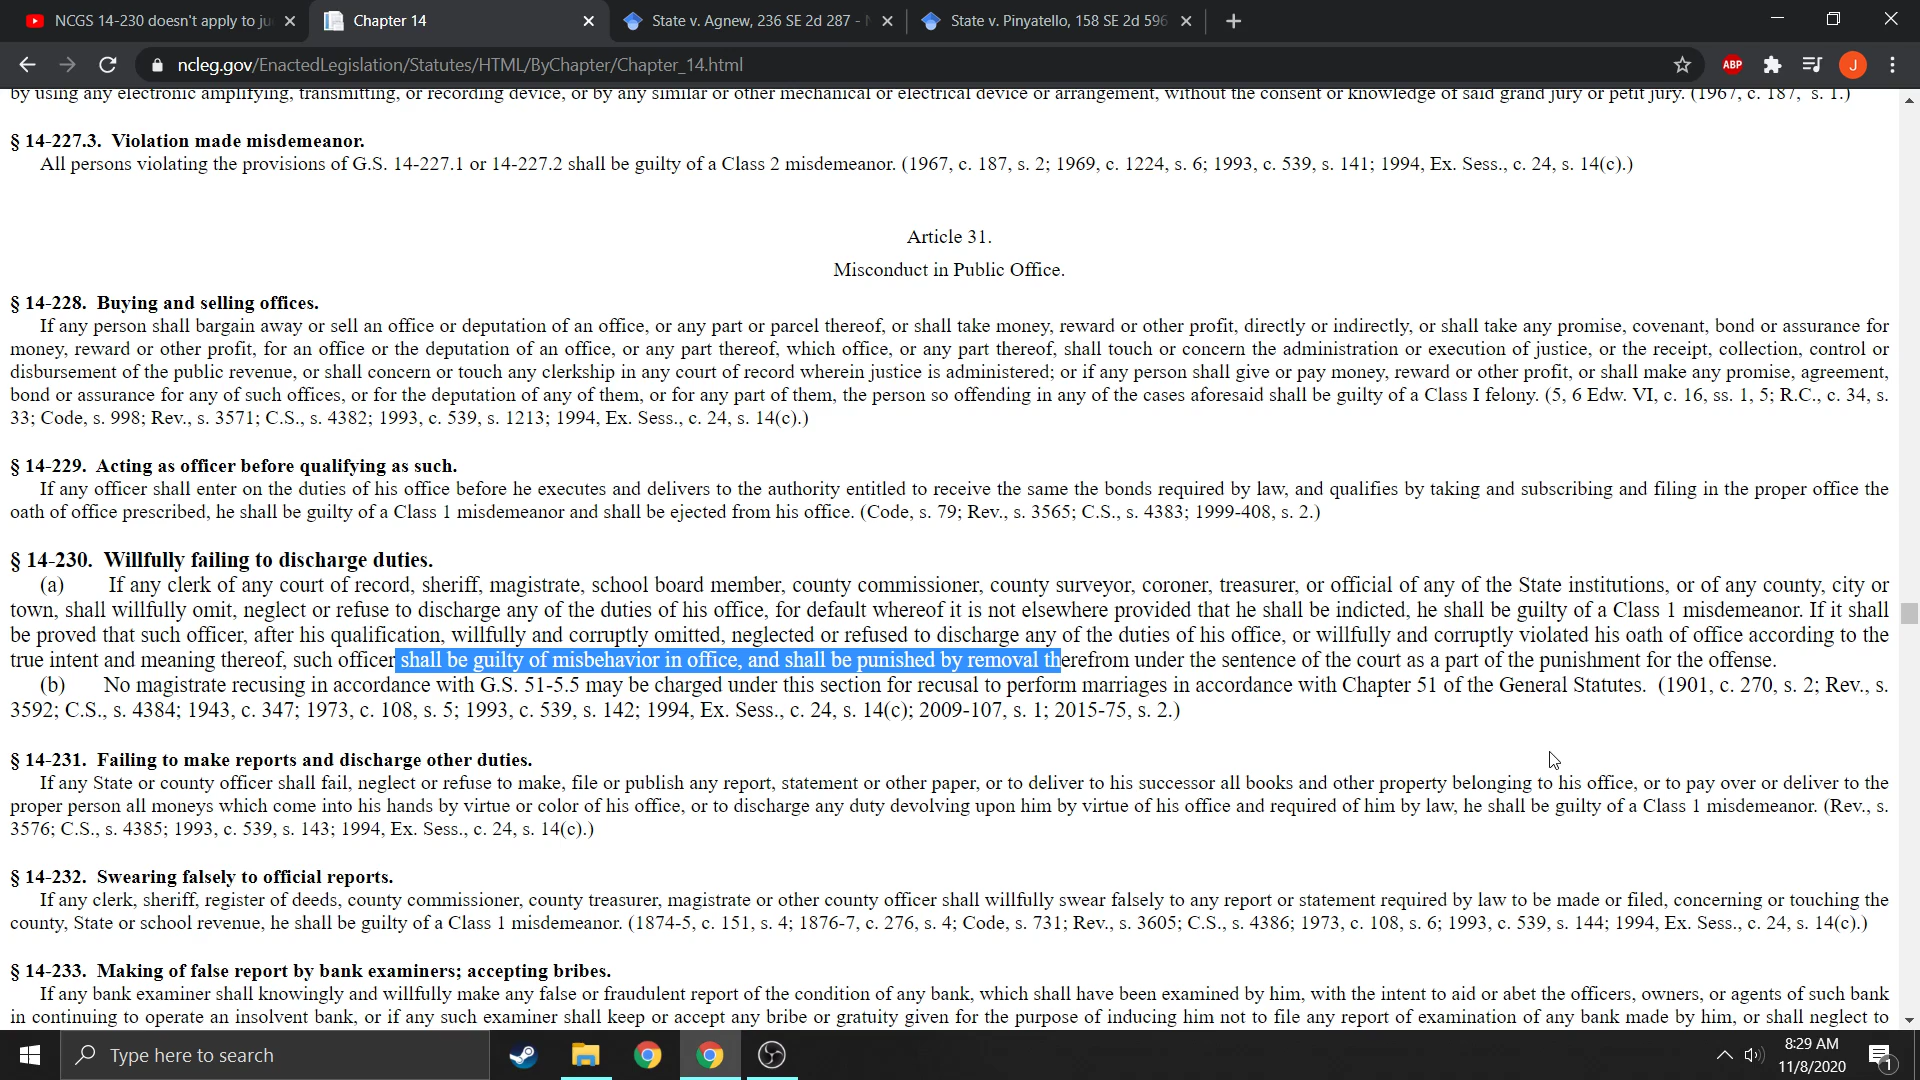 NCGS 14-230 doesn't apply to ju
Chapter 14
State v. Agnew, 236 SE 2d 287 - N
State v. Pinyatello, 158 SE 2d 596
ncleg.gov/EnactedLegislation/Statutes/HTML/ByChapter/Chapter_14.html
ABP
J
by using any electronic amplifying, transmitting, or recording device, or by any similar or other mechanical or electrical device or arrangement, without the consent or knowledge of said grand jury or petit jury. (1967, c. 187, s. 1.)
§ 14-227.3. Violation made misdemeanor.
All persons violating the provisions of G.S. 14-227.1 or 14-227.2 shall be guilty of a Class 2 misdemeanor. (1967, c. 187, s. 2; 1969, c. 1224, s. 6; 1993, c. 539, s. 141; 1994, Ex. Sess., c. 24, s. 14(c).)
Article 31.
Misconduct in Public Office.
§ 14-228. Buying and selling offices.
If any person shall bargain away or sell an office or deputation of an office, or any part or parcel thereof, or shall take money, reward or other profit, directly or indirectly, or shall take any promise, covenant, bond or assurance for
money, reward or other profit, for an office or the deputation of an office, or any part thereof, which office, or any part thereof, shall touch or concern the administration or execution of justice, or the receipt, collection, control or
disbursement of the public revenue, or shall concern or touch any clerkship in any court of record wherein justice is administered; or if any person shall give or pay money, reward or other profit, or shall make any promise, agreement,
bond or assurance for any of such offices, or for the deputation of any of them, or for any part of them, the person so offending in any of the cases aforesaid shall be guilty of a Class I felony. (5, 6 Edw. VI, c. 16, ss. 1, 5; R.C., c. 34, s.
33; Code, s. 998; Rev., s. 3571; C.S., s. 4382; 1993, c. 539, s. 1213; 1994, Ex. Sess., c. 24, s. 14(c).)
§ 14-229. Acting as officer before qualifying as such.
If any officer shall enter on the duties of his office before he executes and delivers to the authority entitled to receive the same the bonds required by law, and qualifies by taking and subscribing and filing in the proper office the
oath of office prescribed, he shall be guilty of a Class 1 misdemeanor and shall be ejected from his office. (Code, s. 79; Rev., s. 3565; C.S., s. 4383; 1999-408, s. 2.)
§ 14-230. Willfully failing to discharge duties.
(a) If any clerk of any court of record, sheriff, magistrate, school board member, county commissioner, county surveyor, coroner, treasurer, or official of any of the State institutions, or of any county, city or
town, shall willfully omit, neglect or refuse to discharge any of the duties of his office, for default whereof it is not elsewhere provided that he shall be indicted, he shall be guilty of a Class 1 misdemeanor. If it shall
be proved that such officer, after his qualification, willfully and corruptly omitted, neglected or refused to discharge any of the duties of his office, or willfully and corruptly violated his oath of office according to the
true intent and meaning thereof, such officer shall be guilty of misbehavior in office, and shall be punished by removal therefrom under the sentence of the court as a part of the punishment for the offense.
(b) No magistrate recusing in accordance with G.S. 51-5.5 may be charged under this section for recusal to perform marriages in accordance with Chapter 51 of the General Statutes. (1901, c. 270, s. 2; Rev., s.
3592; C.S., s. 4384; 1943, c. 347; 1973, c. 108, s. 5; 1993, c. 539, s. 142; 1994, Ex. Sess., c. 24, s. 14(c); 2009-107, s. 1; 2015-75, s. 2.)
§ 14-231. Failing to make reports and discharge other duties.
If any State or county officer shall fail, neglect or refuse to make, file or publish any report, statement or other paper, or to deliver to his successor all books and other property belonging to his office, or to pay over or deliver to the
proper person all moneys which come into his hands by virtue or color of his office, or to discharge any duty devolving upon him by virtue of his office and required of him by law, he shall be guilty of a Class 1 misdemeanor. (Rev., s.
3576; C.S., s. 4385; 1993, c. 539, s. 143; 1994, Ex. Sess., c. 24, s. 14(c).)
§ 14-232. Swearing falsely to official reports.
If any clerk, sheriff, register of deeds, county commissioner, county treasurer, magistrate or other county officer shall willfully swear falsely to any report or statement required by law to be made or filed, concerning or touching the
county, State or school revenue, he shall be guilty of a Class 1 misdemeanor. (1874-5, c. 151, s. 4; 1876-7, c. 276, s. 4; Code, s. 731; Rev., s. 3605; C.S., s. 4386; 1973, c. 108, s. 6; 1993, c. 539, s. 144; 1994, Ex. Sess., c. 24, s. 14(c).)
§ 14-233. Making of false report by bank examiners; accepting bribes.
If any bank examiner shall knowingly and willfully make any false or fraudulent report of the condition of any bank, which shall have been examined by him, with the intent to aid or abet the officers, owners, or agents of such bank
in continuing to operate an insolvent bank, or if any such examiner shall keep or accept any bribe or gratuity given for the purpose of inducing him not to file any report of examination of any bank made by him, or shall neglect to
Type here to search
8:29 AM
11/8/2020
1